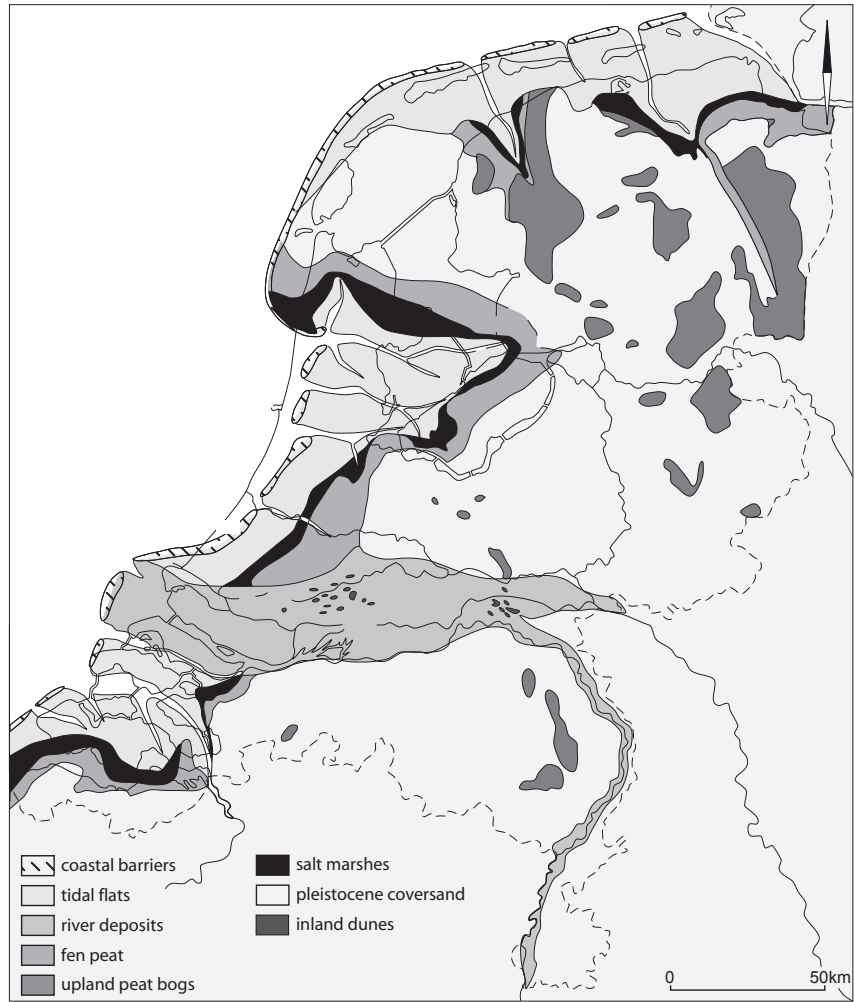 coastal barriers
tidal flats
river deposits
fen peat
upland peat bogs
salt marshes
pleistocene coversand
inland dunes
0 50km